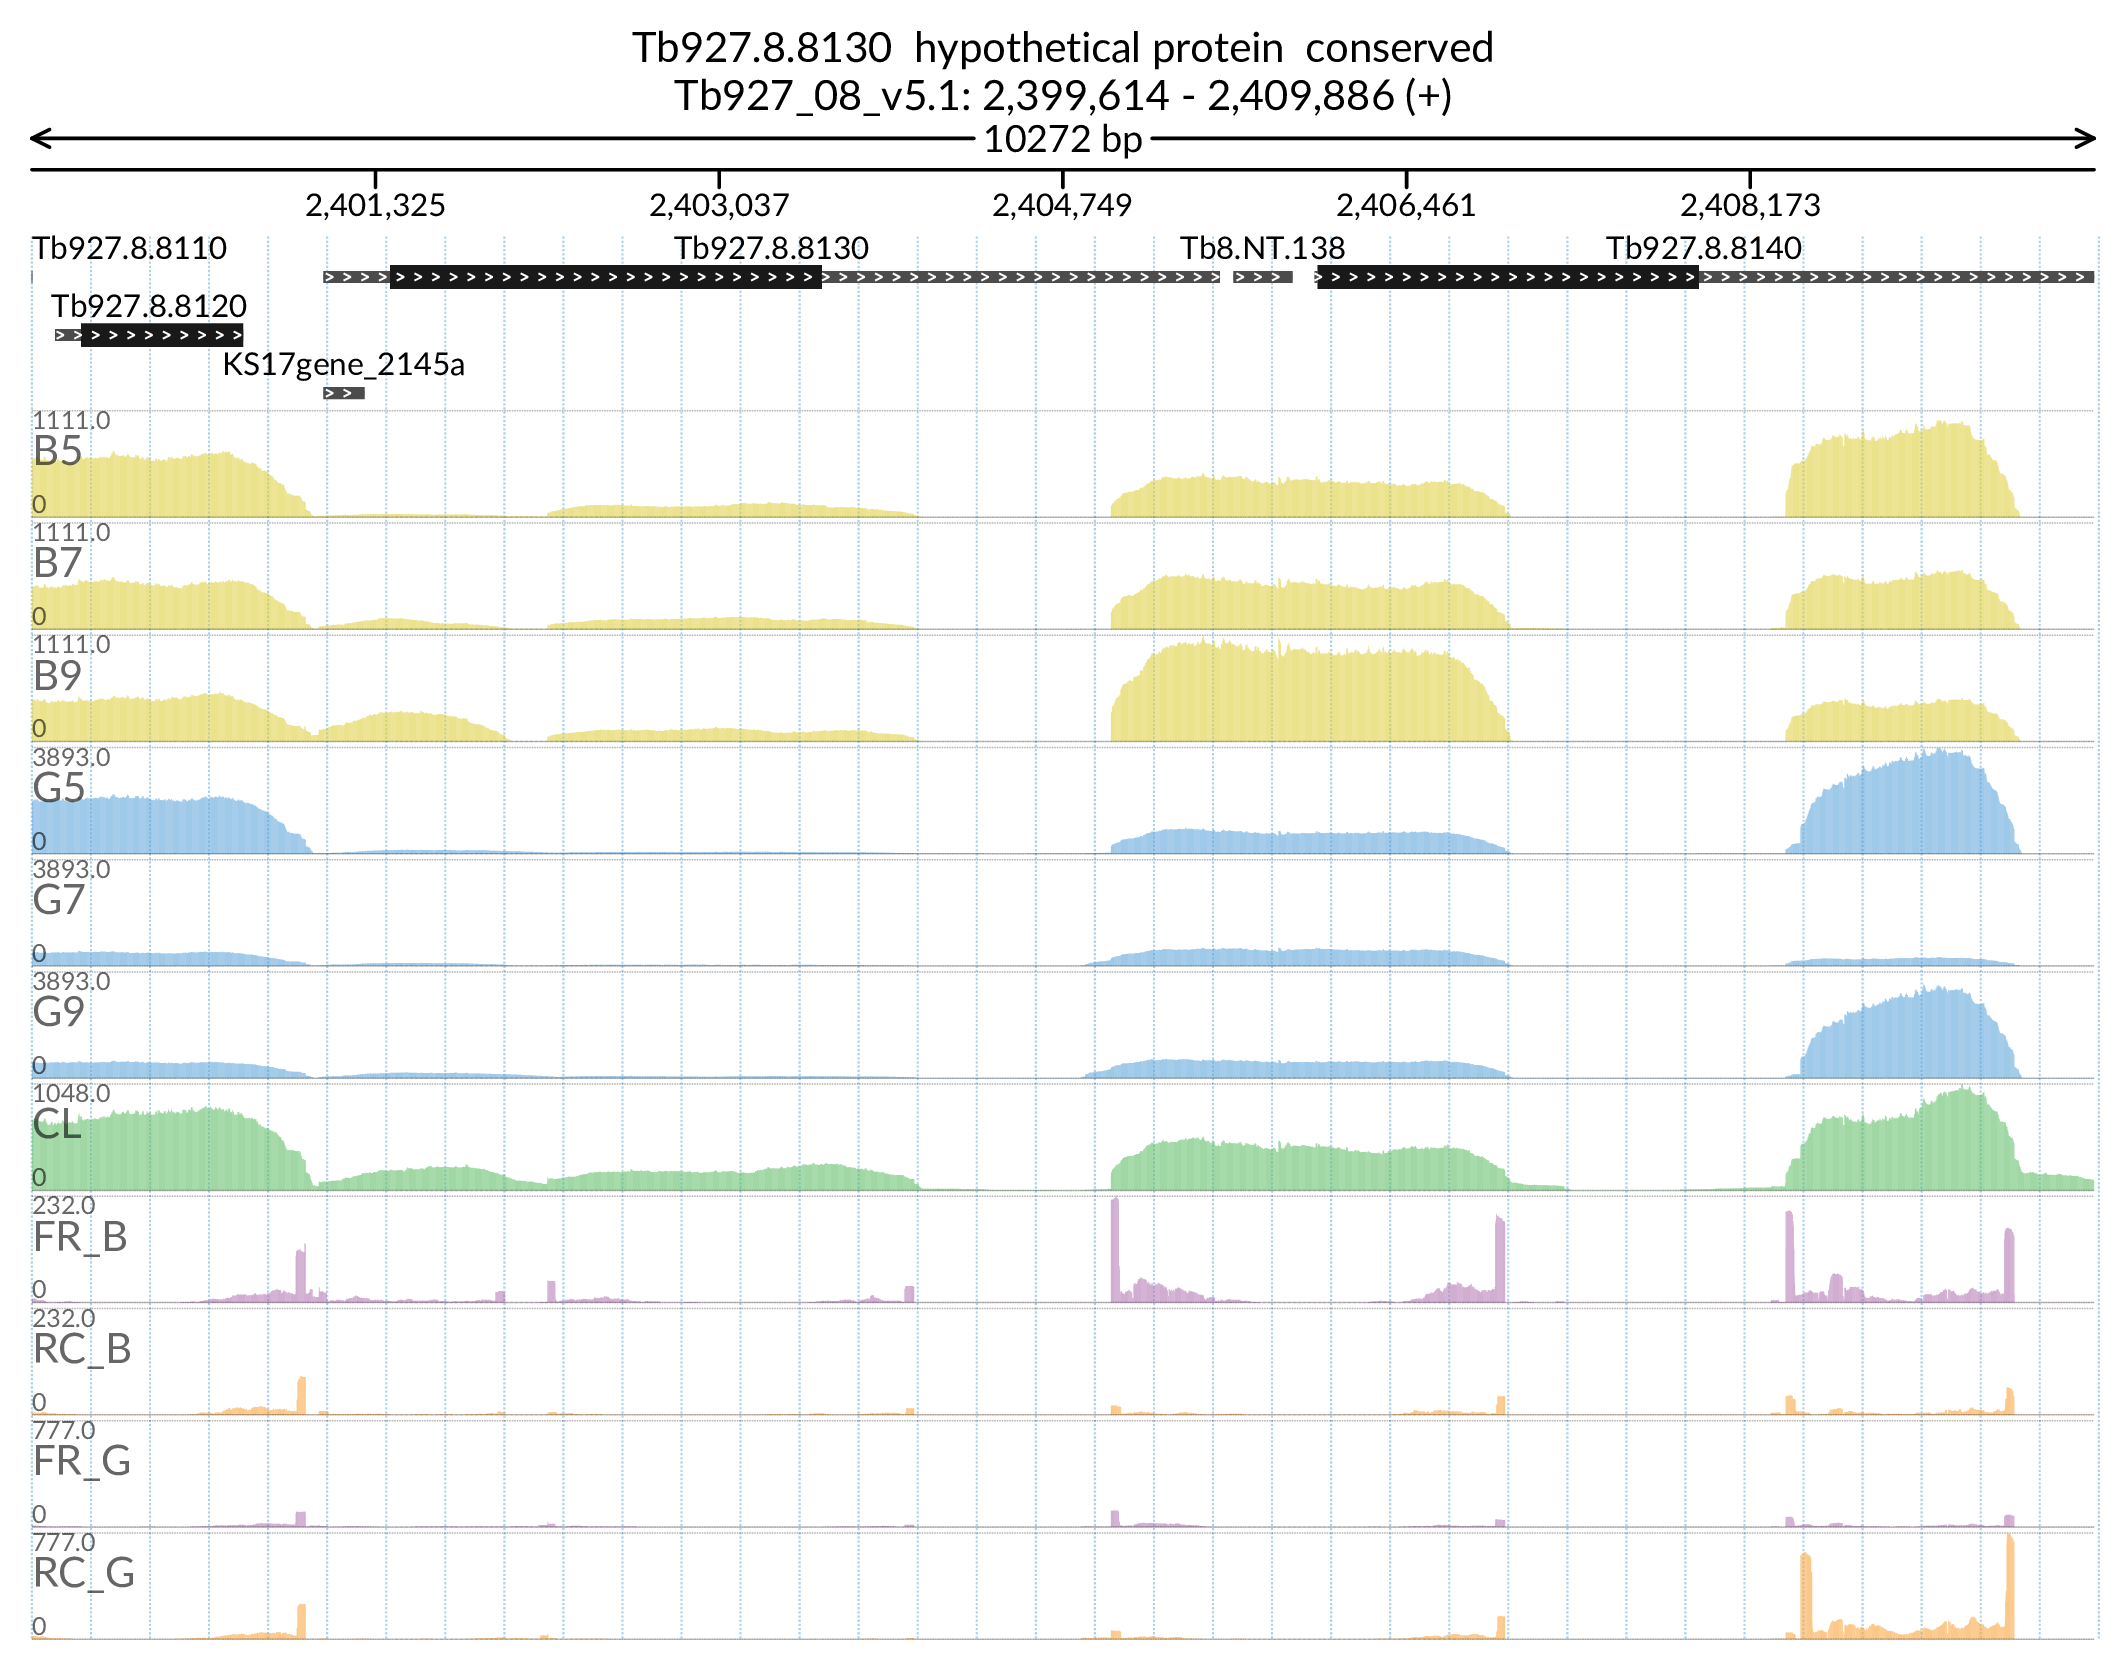 Tb927.8.8130  hypothetical protein  conserved
Tb927_08_v5.1: 2,399,614 - 2,409,886 (+)
10272 bp
2,401,325 2,403,037 2,404,749 2,406,461 2,408,173
Tb927.8.8110 Tb927.8.8130 Tb8.NT.138 Tb927.8.8140
Tb927.8.8120
KS17gene_2145a
1111.0
B5
0
1111.0
B7
0
1111.0
B9
0
3893.0
G5
0
3893.0
G7
0
3893.0
G9
0
1048.0
CL
0
232.0
FR_B
0
232.0
RC_B
0
777.0
FR_G
0
777.0
RC_G
0